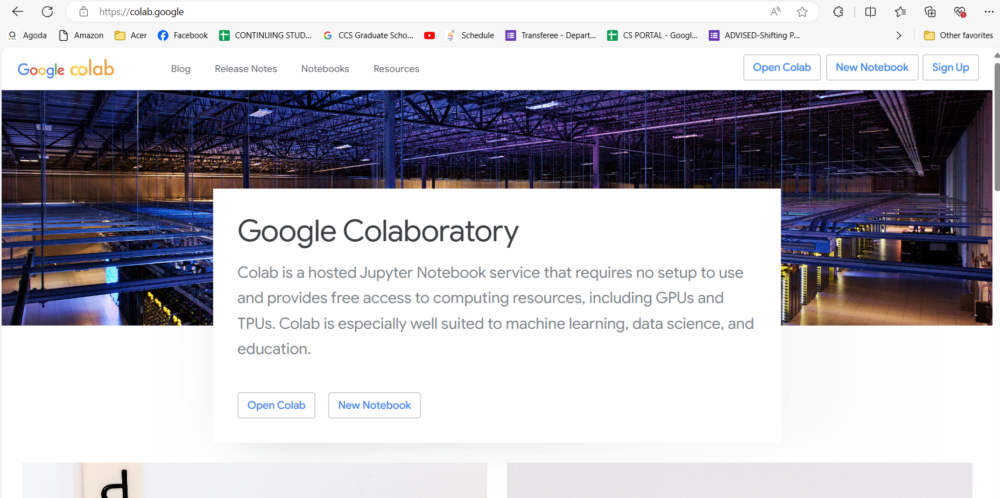 https://colab.google
Agoda Amazon Acer Facebook CONTINUING STUD... CCS Graduate Scho... Schedule Transferee - Depart... CS PORTAL - Googl... ADVISED-Shifting P... Other favorites
Google colab Blog Release Notes Notebooks Resources Open Colab New Notebook Sign Up
Google Colaboratory
Colab is a hosted Jupyter Notebook service that requires no setup to use
and provides free access to computing resources, including GPUs and
TPUs. Colab is especially well suited to machine learning, data science, and
education.
Open Colab New Notebook